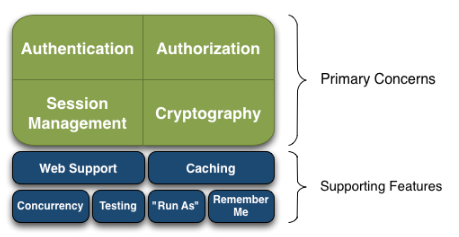 Authentication
Authorization
Session
Management
Cryptography
Primary Concerns
Web Support
Caching
Concurrency
Testing
"Run As"
Remember
Me
Supporting Features